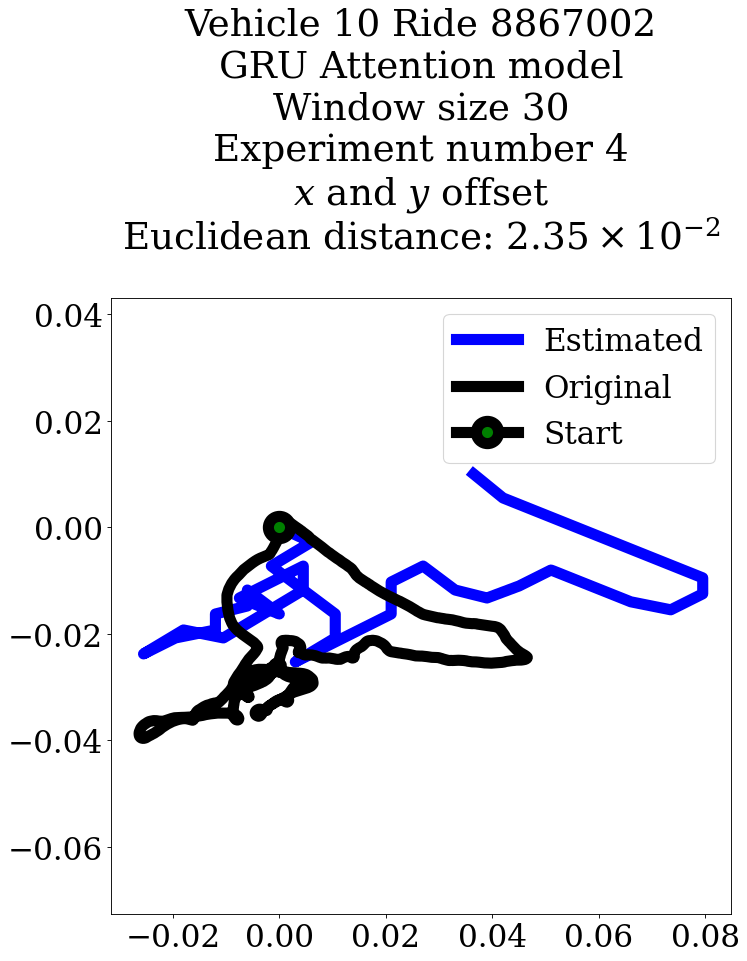 Vehicle 10 Ride 8867002
GRU Attention model
Window size 30
Experiment number 4
x and y offset
Euclidean distance: 2.35 × 10⁻²
Estimated
Original
Start
0.04
0.02
0.00
−0.02
−0.04
−0.06
−0.02 0.00 0.02 0.04 0.06 0.08